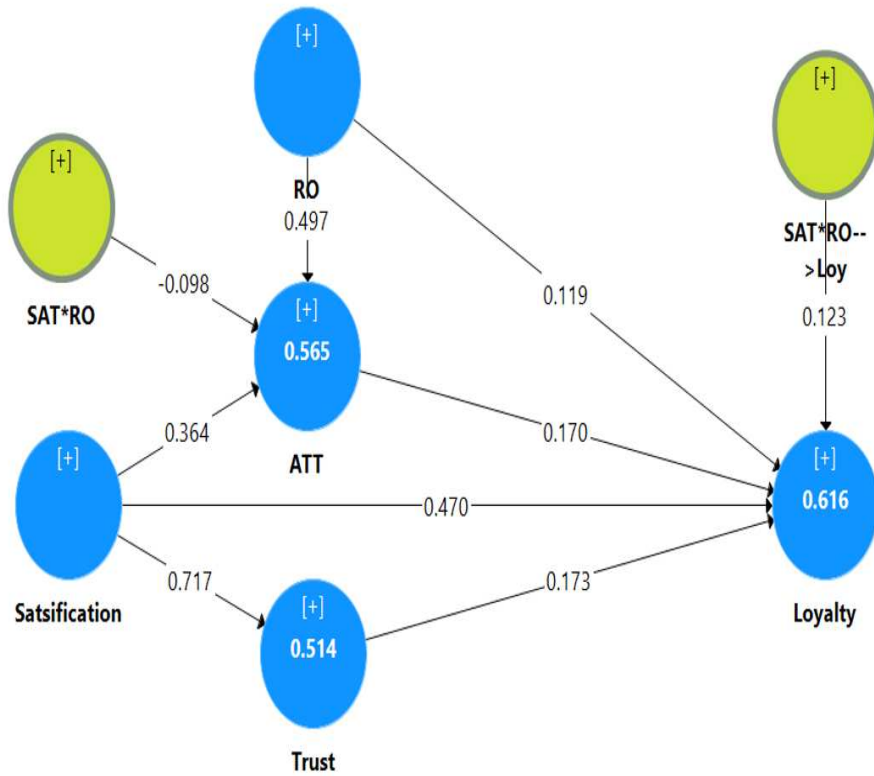 [+]
RO
0.497
[+]
SAT*RO--
>Loy
0.123
[+]
SAT*RO
-0.098
0.119
[+]
0.565
ATT
0.364
0.170
[+]
Satsification
0.470
[+]
0.616
Loyalty
0.717
0.173
[+]
0.514
Trust